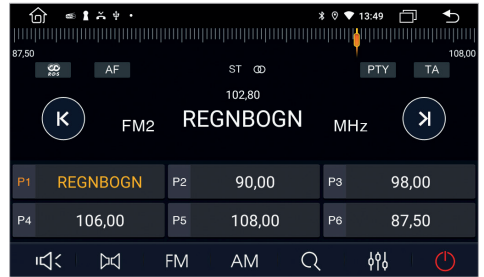 13:49
87,50
108,00
RDS
AF
ST
PTY
TA
102,80
FM2
REGNBOGN
MHz
P1 REGNBOGN
P2 90,00
P3 98,00
P4 106,00
P5 108,00
P6 87,50
FM
AM